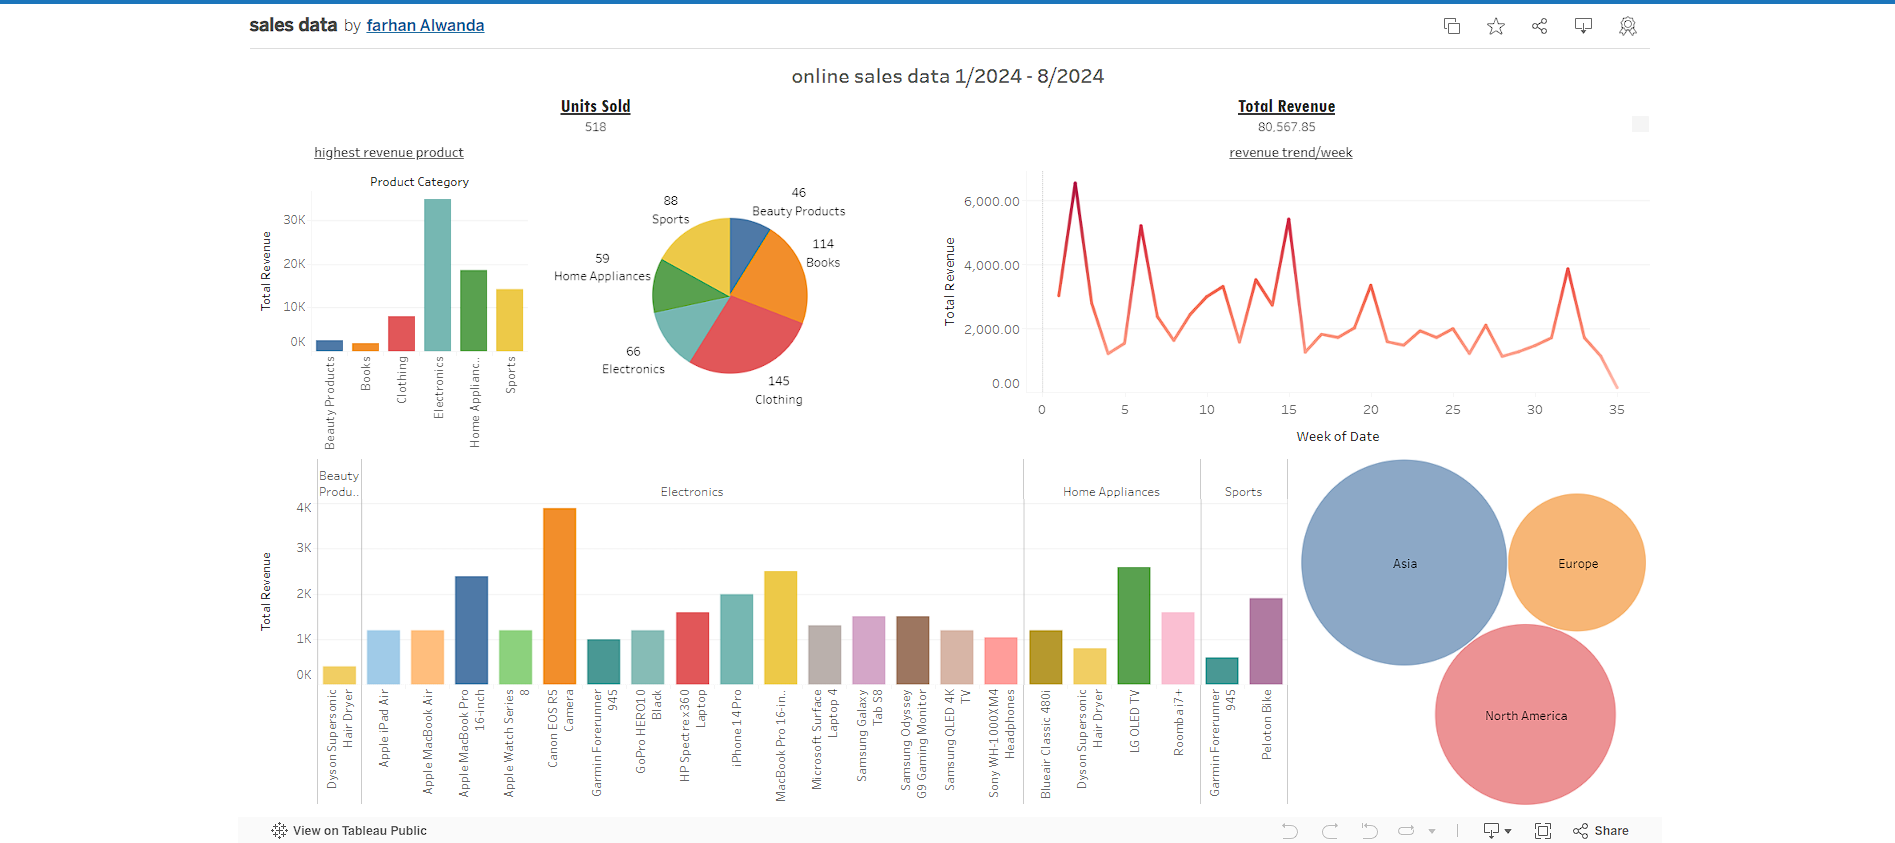 sales data by farhan Alwanda
online sales data 1/2024 - 8/2024
Units Sold
518
Total Revenue
80,567.85
highest revenue product
Product Category
Total Revenue
30K
20K
10K
0K
Beauty Products
Books
Clothing
Electronics
Home Applianc..
Sports
46
Beauty Products
114
Books
145
Clothing
66
Electronics
59
Home Appliances
88
Sports
revenue trend/week
Total Revenue
6,000.00
4,000.00
2,000.00
0.00
0 5 10 15 20 25 30 35
Week of Date
Beauty
Produ..
Electronics
Home Appliances
Sports
Total Revenue
4K
3K
2K
1K
0K
Dyson Supersonic
Hair Dryer
Apple iPad Air
Apple MacBook Air
Apple MacBook Pro
16-inch
Apple Watch Series
8
Canon EOS R5
Camera
Garmin Forerunner
945
GoPro HERO10
Black
HP Spectre x360
Laptop
iPhone 14 Pro
MacBook Pro 16-in..
Microsoft Surface
Laptop 4
Samsung Galaxy
Tab S8
Samsung Odyssey
G9 Gaming Monitor
Samsung QLED 4K
TV
Sony WH-1000XM4
Headphones
Blueair Classic 480i
Dyson Supersonic
Hair Dryer
LG OLED TV
Roomba i7+
Garmin Forerunner
945
Peloton Bike
Asia
Europe
North America
View on Tableau Public
Share